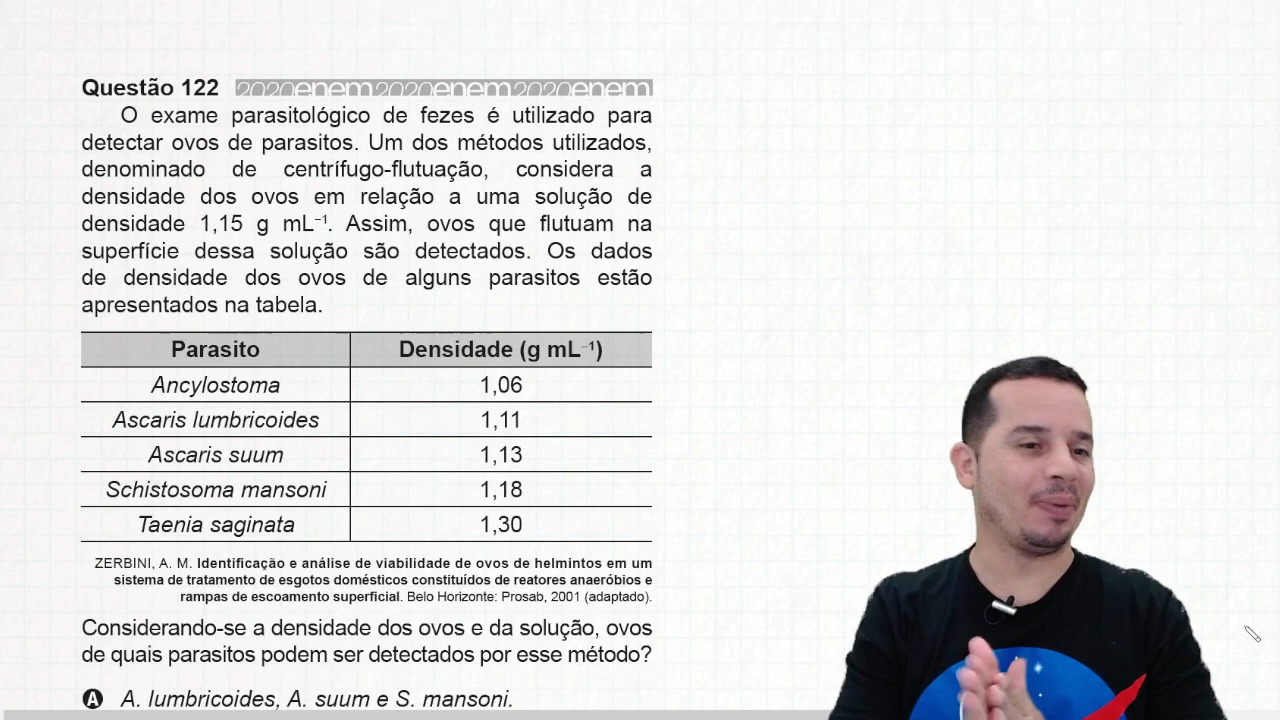 Questão 122 2020enem2020enem2020enem
O exame parasitológico de fezes é utilizado para
detectar ovos de parasitos. Um dos métodos utilizados,
denominado de centrífugo-flutuação, considera a
densidade dos ovos em relação a uma solução de
densidade 1,15 g mL⁻¹. Assim, ovos que flutuam na
superfície dessa solução são detectados. Os dados
de densidade dos ovos de alguns parasitos estão
apresentados na tabela.
Parasito Densidade (g mL⁻¹)
Ancylostoma 1,06
Ascaris lumbricoides 1,11
Ascaris suum 1,13
Schistosoma mansoni 1,18
Taenia saginata 1,30
ZERBINI, A. M. Identificação e análise de viabilidade de ovos de helmintos em um
sistema de tratamento de esgotos domésticos constituídos de reatores anaeróbios e
rampas de escoamento superficial. Belo Horizonte: Prosab, 2001 (adaptado).
Considerando-se a densidade dos ovos e da solução, ovos
de quais parasitos podem ser detectados por esse método?
A A. lumbricoides, A. suum e S. mansoni.